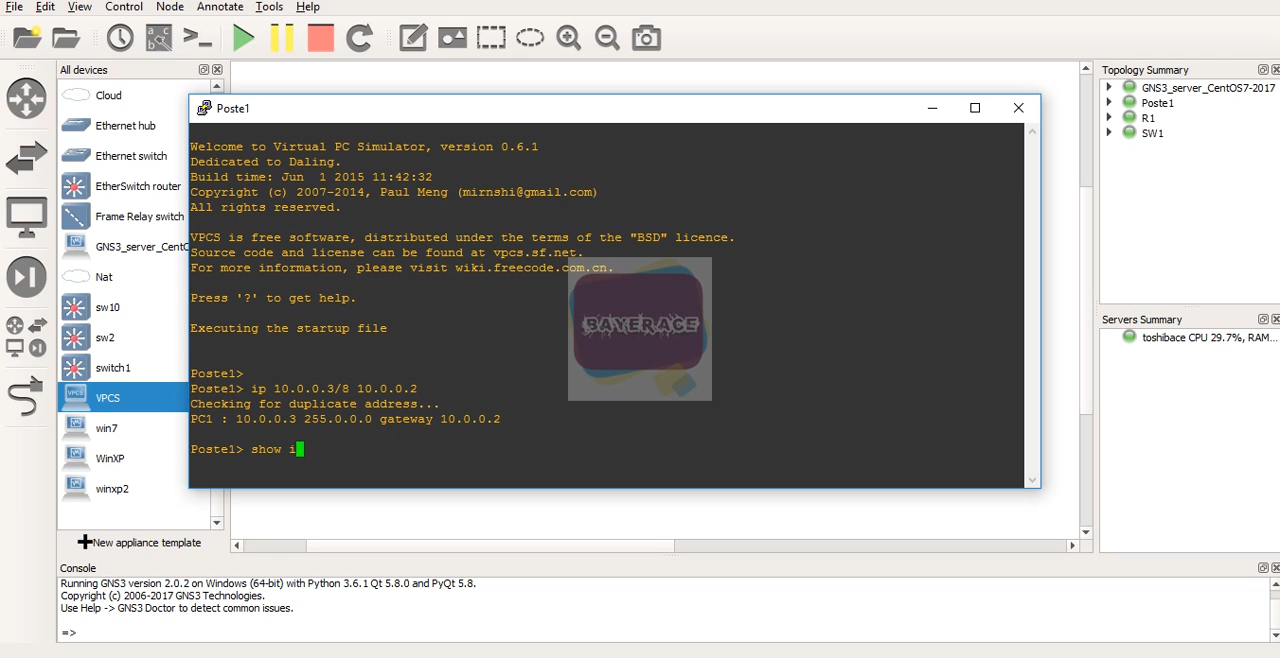 File Edit View Control Node Annotate Tools Help
All devices
Cloud
Ethernet hub
Ethernet switch
EtherSwitch router
Frame Relay switch
GNS3_server_CentO
Nat
sw10
sw2
switch1
VPCS
win7
WinXP
winxp2
New appliance template
Poste1
Welcome to Virtual PC Simulator, version 0.6.1
Dedicated to Daling.
Build time: Jun 1 2015 11:42:32
Copyright (c) 2007-2014, Paul Meng (mirnshi@gmail.com)
All rights reserved.
VPCS is free software, distributed under the terms of the "BSD" licence.
Source code and license can be found at vpcs.sf.net.
For more information, please visit wiki.freecode.com.cn.
Press '?' to get help.
Executing the startup file
Poste1>
Poste1> ip 10.0.0.3/8 10.0.0.2
Checking for duplicate address...
PC1 : 10.0.0.3 255.0.0.0 gateway 10.0.0.2
Poste1> show i
BAYERACE
Topology Summary
GNS3_server_CentOS7-2017
Poste1
R1
SW1
Servers Summary
toshibace CPU 29.7%, RAM...
Console
Running GNS3 version 2.0.2 on Windows (64-bit) with Python 3.6.1 Qt 5.8.0 and PyQt 5.8.
Copyright (c) 2006-2017 GNS3 Technologies.
Use Help -> GNS3 Doctor to detect common issues.
=>